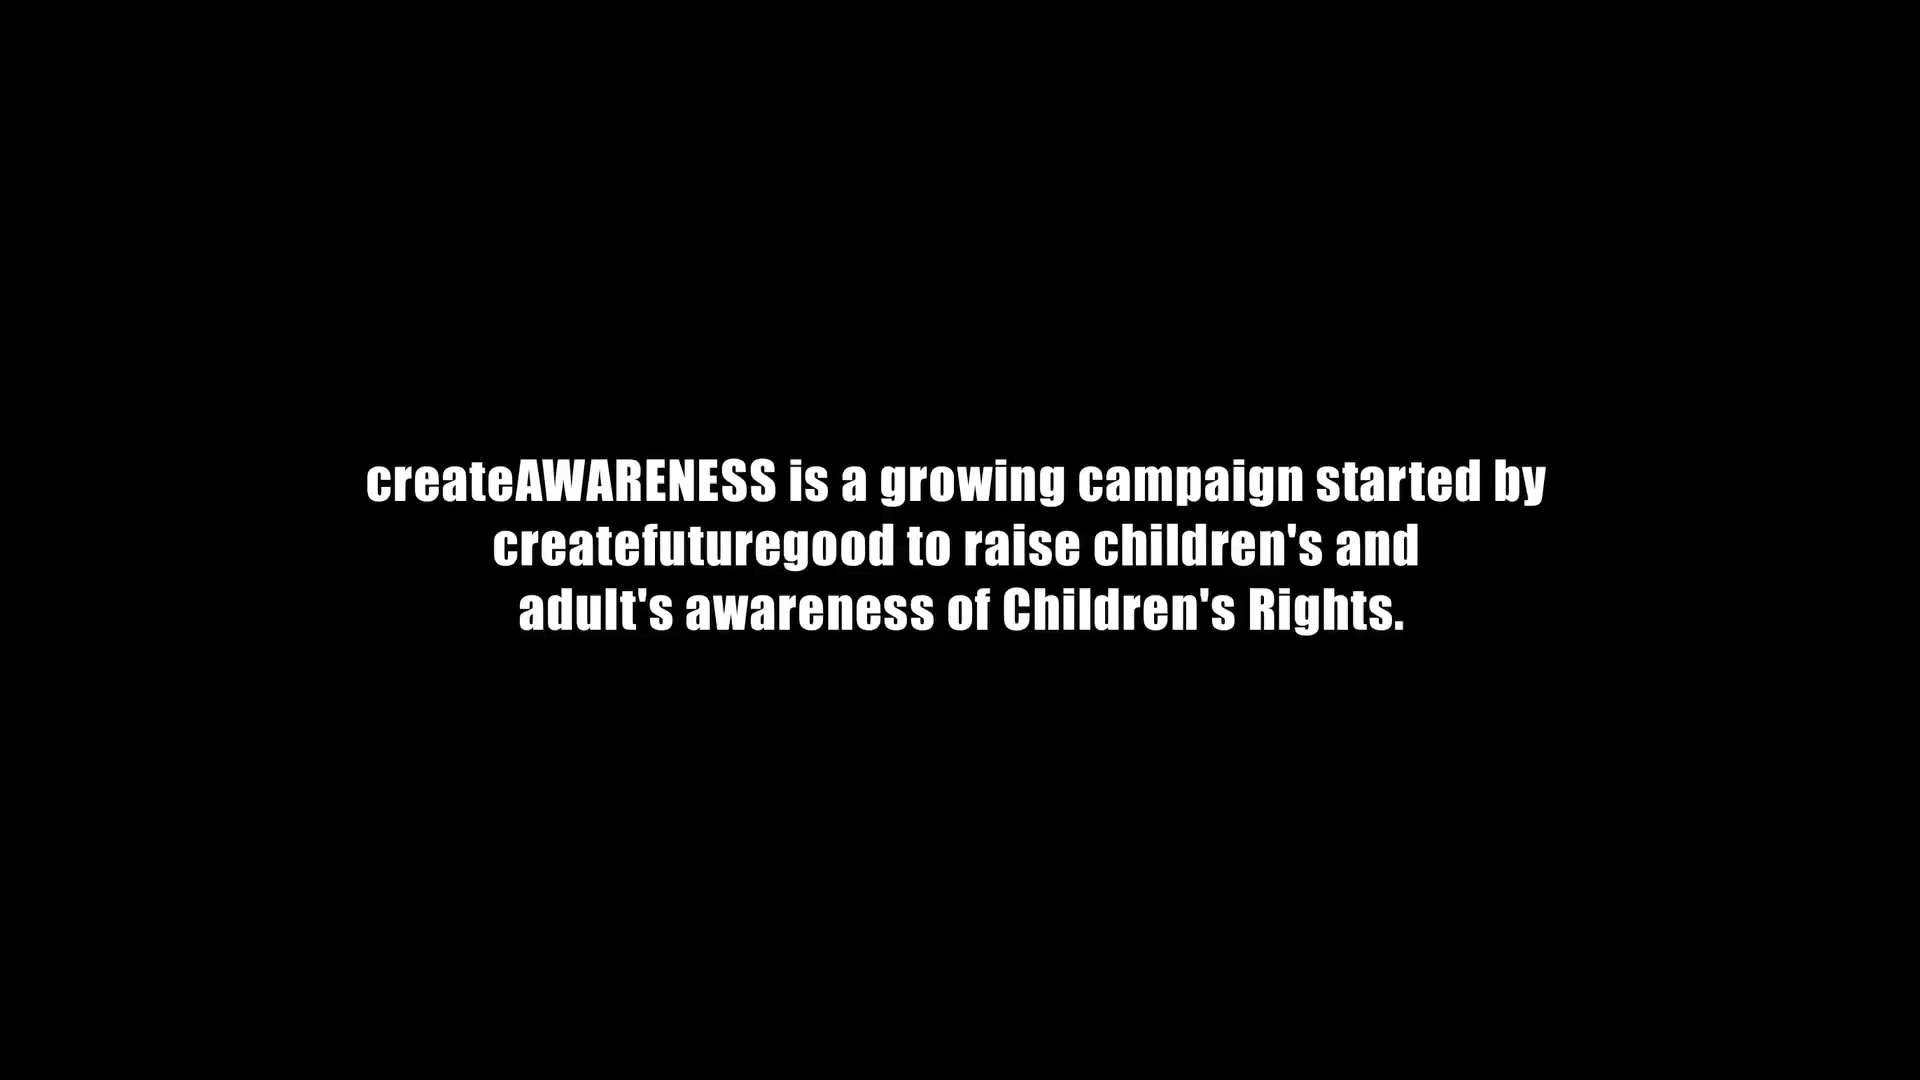 createAWARENESS is a growing campaign started by
createfuturegood to raise children's and
adult's awareness of Children's Rights.